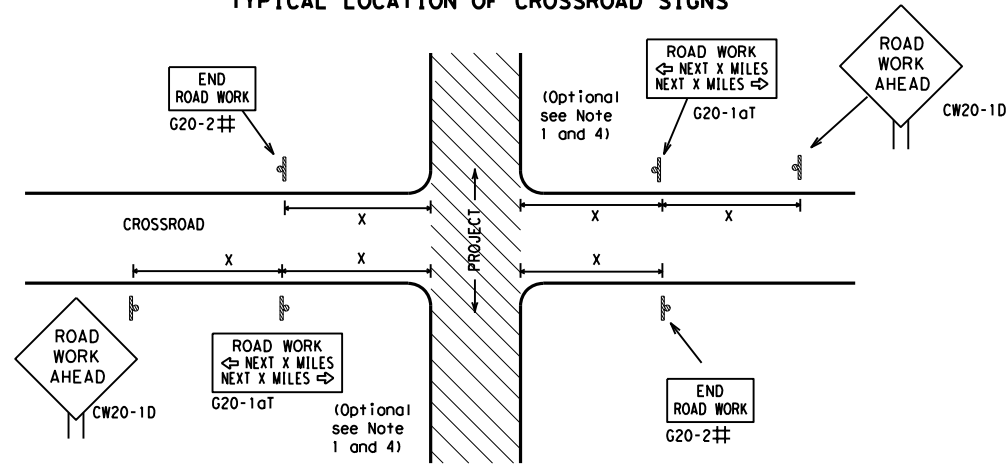 TYPICAL LOCATION OF CROSSROAD SIGNS
END
ROAD WORK
G20-2#
ROAD WORK
⇦ NEXT X MILES
NEXT X MILES ⇨
G20-1aT
(Optional
see Note
1 and 4)
ROAD
WORK
AHEAD
CW20-1D
X
X
X
CROSSROAD
PROJECT
X
X
X
ROAD
WORK
AHEAD
CW20-1D
ROAD WORK
⇦ NEXT X MILES
NEXT X MILES ⇨
G20-1aT
(Optional
see Note
1 and 4)
END
ROAD WORK
G20-2#